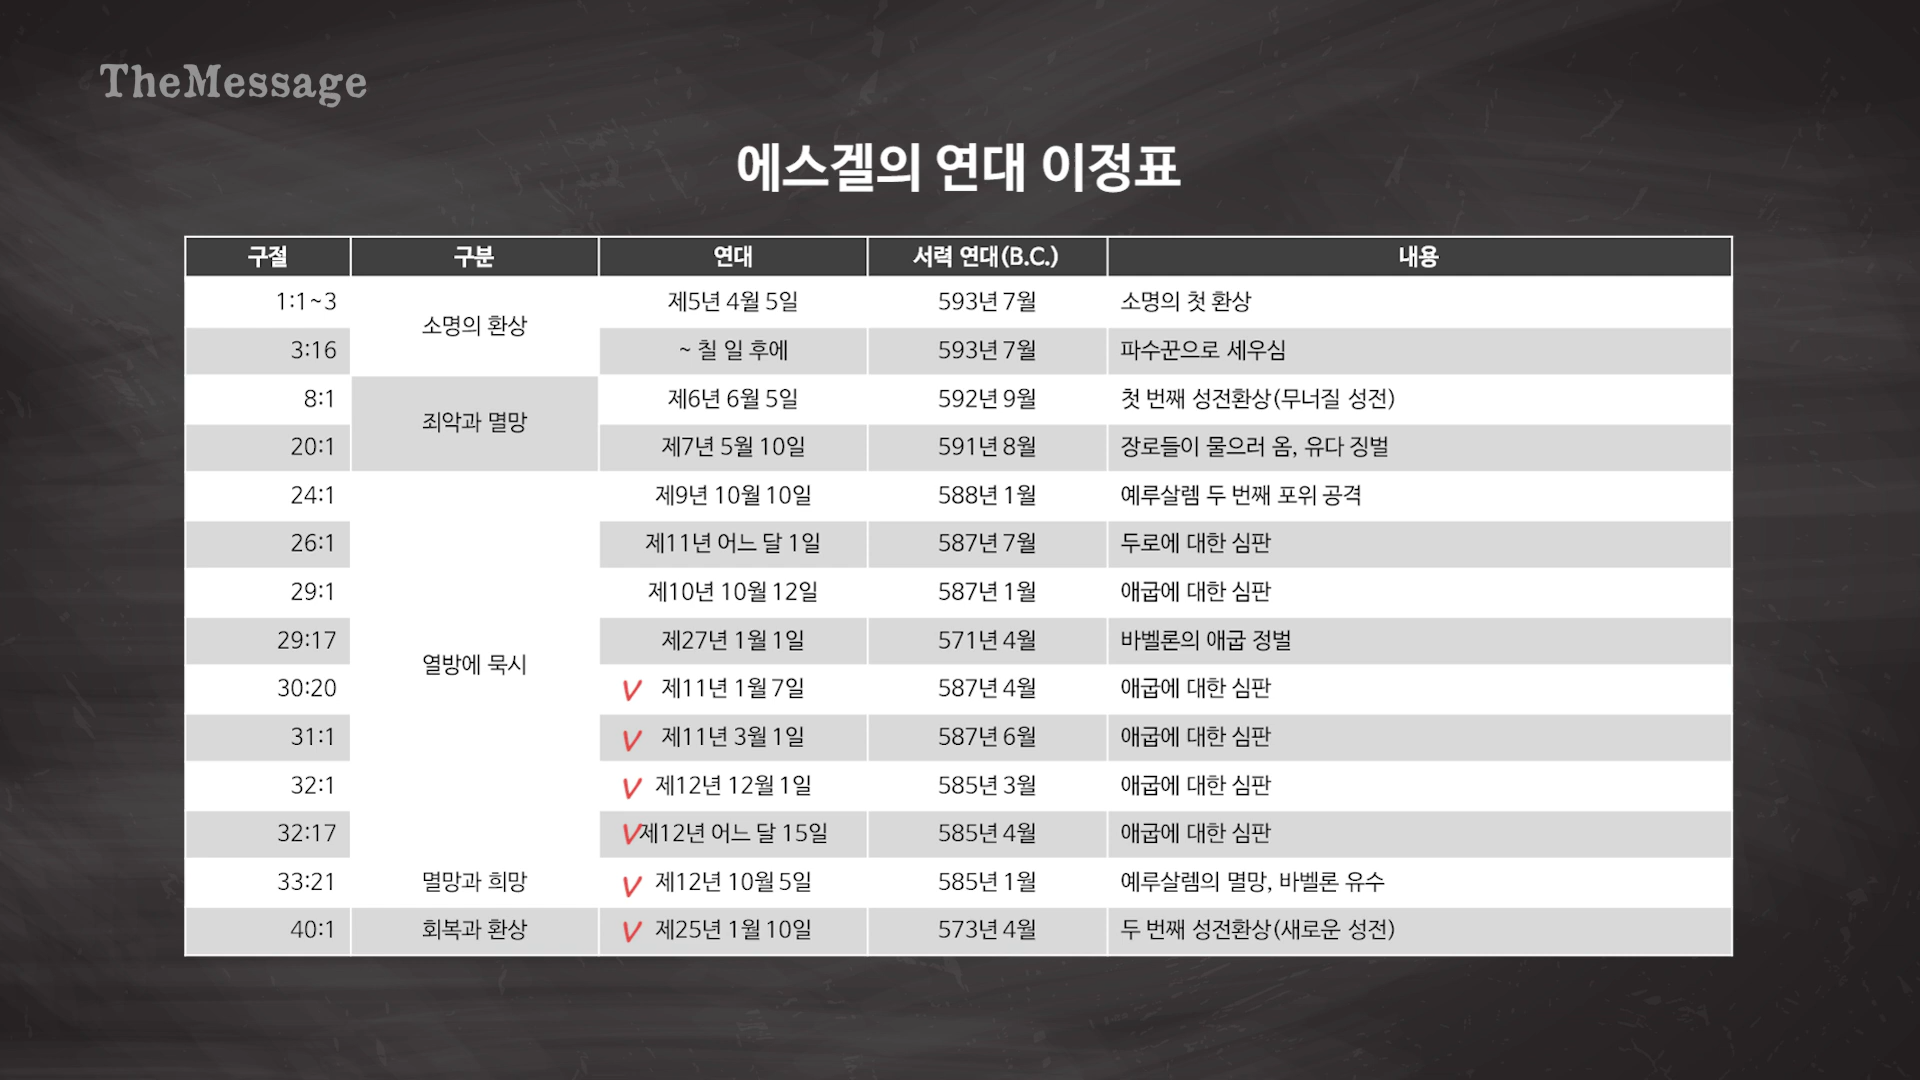 TheMessage
에스겔의 연대 이정표
구절 구분 연대 서력 연대(B.C.) 내용
1:1~3 소명의 환상 제5년 4월 5일 593년 7월 소명의 첫 환상
3:16 ~ 칠 일 후에 593년 7월 파수꾼으로 세우심
8:1 죄악과 멸망 제6년 6월 5일 592년 9월 첫 번째 성전환상(무너질 성전)
20:1 제7년 5월 10일 591년 8월 장로들이 물으러 옴, 유다 징벌
24:1 열방에 묵시 제9년 10월 10일 588년 1월 예루살렘 두 번째 포위 공격
26:1 제11년 어느 달 1일 587년 7월 두로에 대한 심판
29:1 제10년 10월 12일 587년 1월 애굽에 대한 심판
29:17 제27년 1월 1일 571년 4월 바벨론의 애굽 정벌
30:20 제11년 1월 7일 587년 4월 애굽에 대한 심판
31:1 제11년 3월 1일 587년 6월 애굽에 대한 심판
32:1 제12년 12월 1일 585년 3월 애굽에 대한 심판
32:17 제12년 어느 달 15일 585년 4월 애굽에 대한 심판
33:21 멸망과 희망 제12년 10월 5일 585년 1월 예루살렘의 멸망, 바벨론 유수
40:1 회복과 환상 제25년 1월 10일 573년 4월 두 번째 성전환상(새로운 성전)